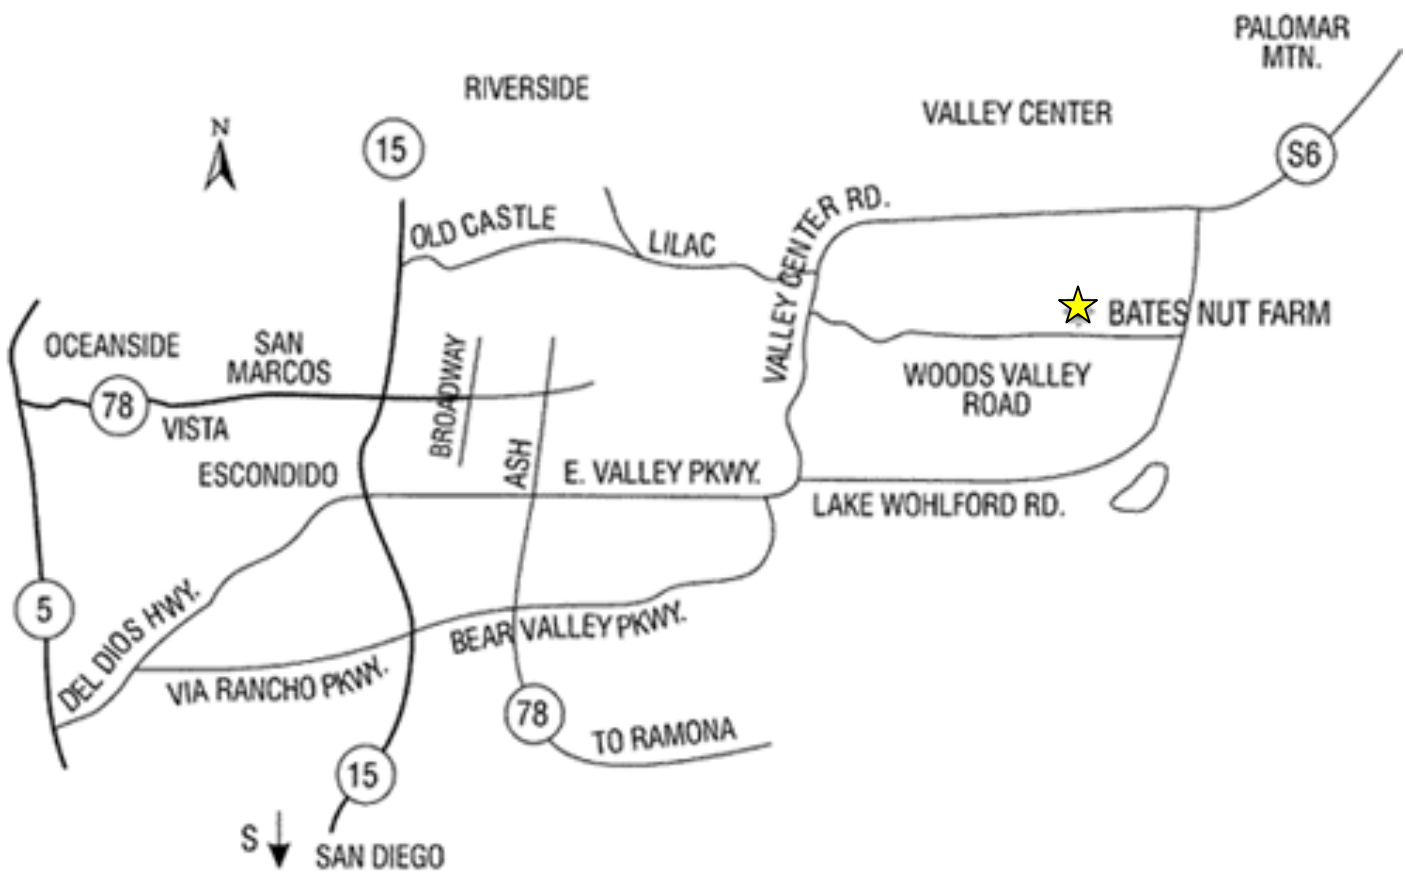 PALOMAR
MTN.
RIVERSIDE
VALLEY CENTER
N
15
S6
OLD CASTLE
LILAC
VALLEY CENTER RD.
BATES NUT FARM
OCEANSIDE
SAN
MARCOS
78
VISTA
BROADWAY
WOODS VALLEY
ROAD
ESCONDIDO
ASH
E. VALLEY PKWY.
LAKE WOHLFORD RD.
5
DEL DIOS HWY.
BEAR VALLEY PKWY.
VIA RANCHO PKWY.
78
TO RAMONA
15
S
SAN DIEGO